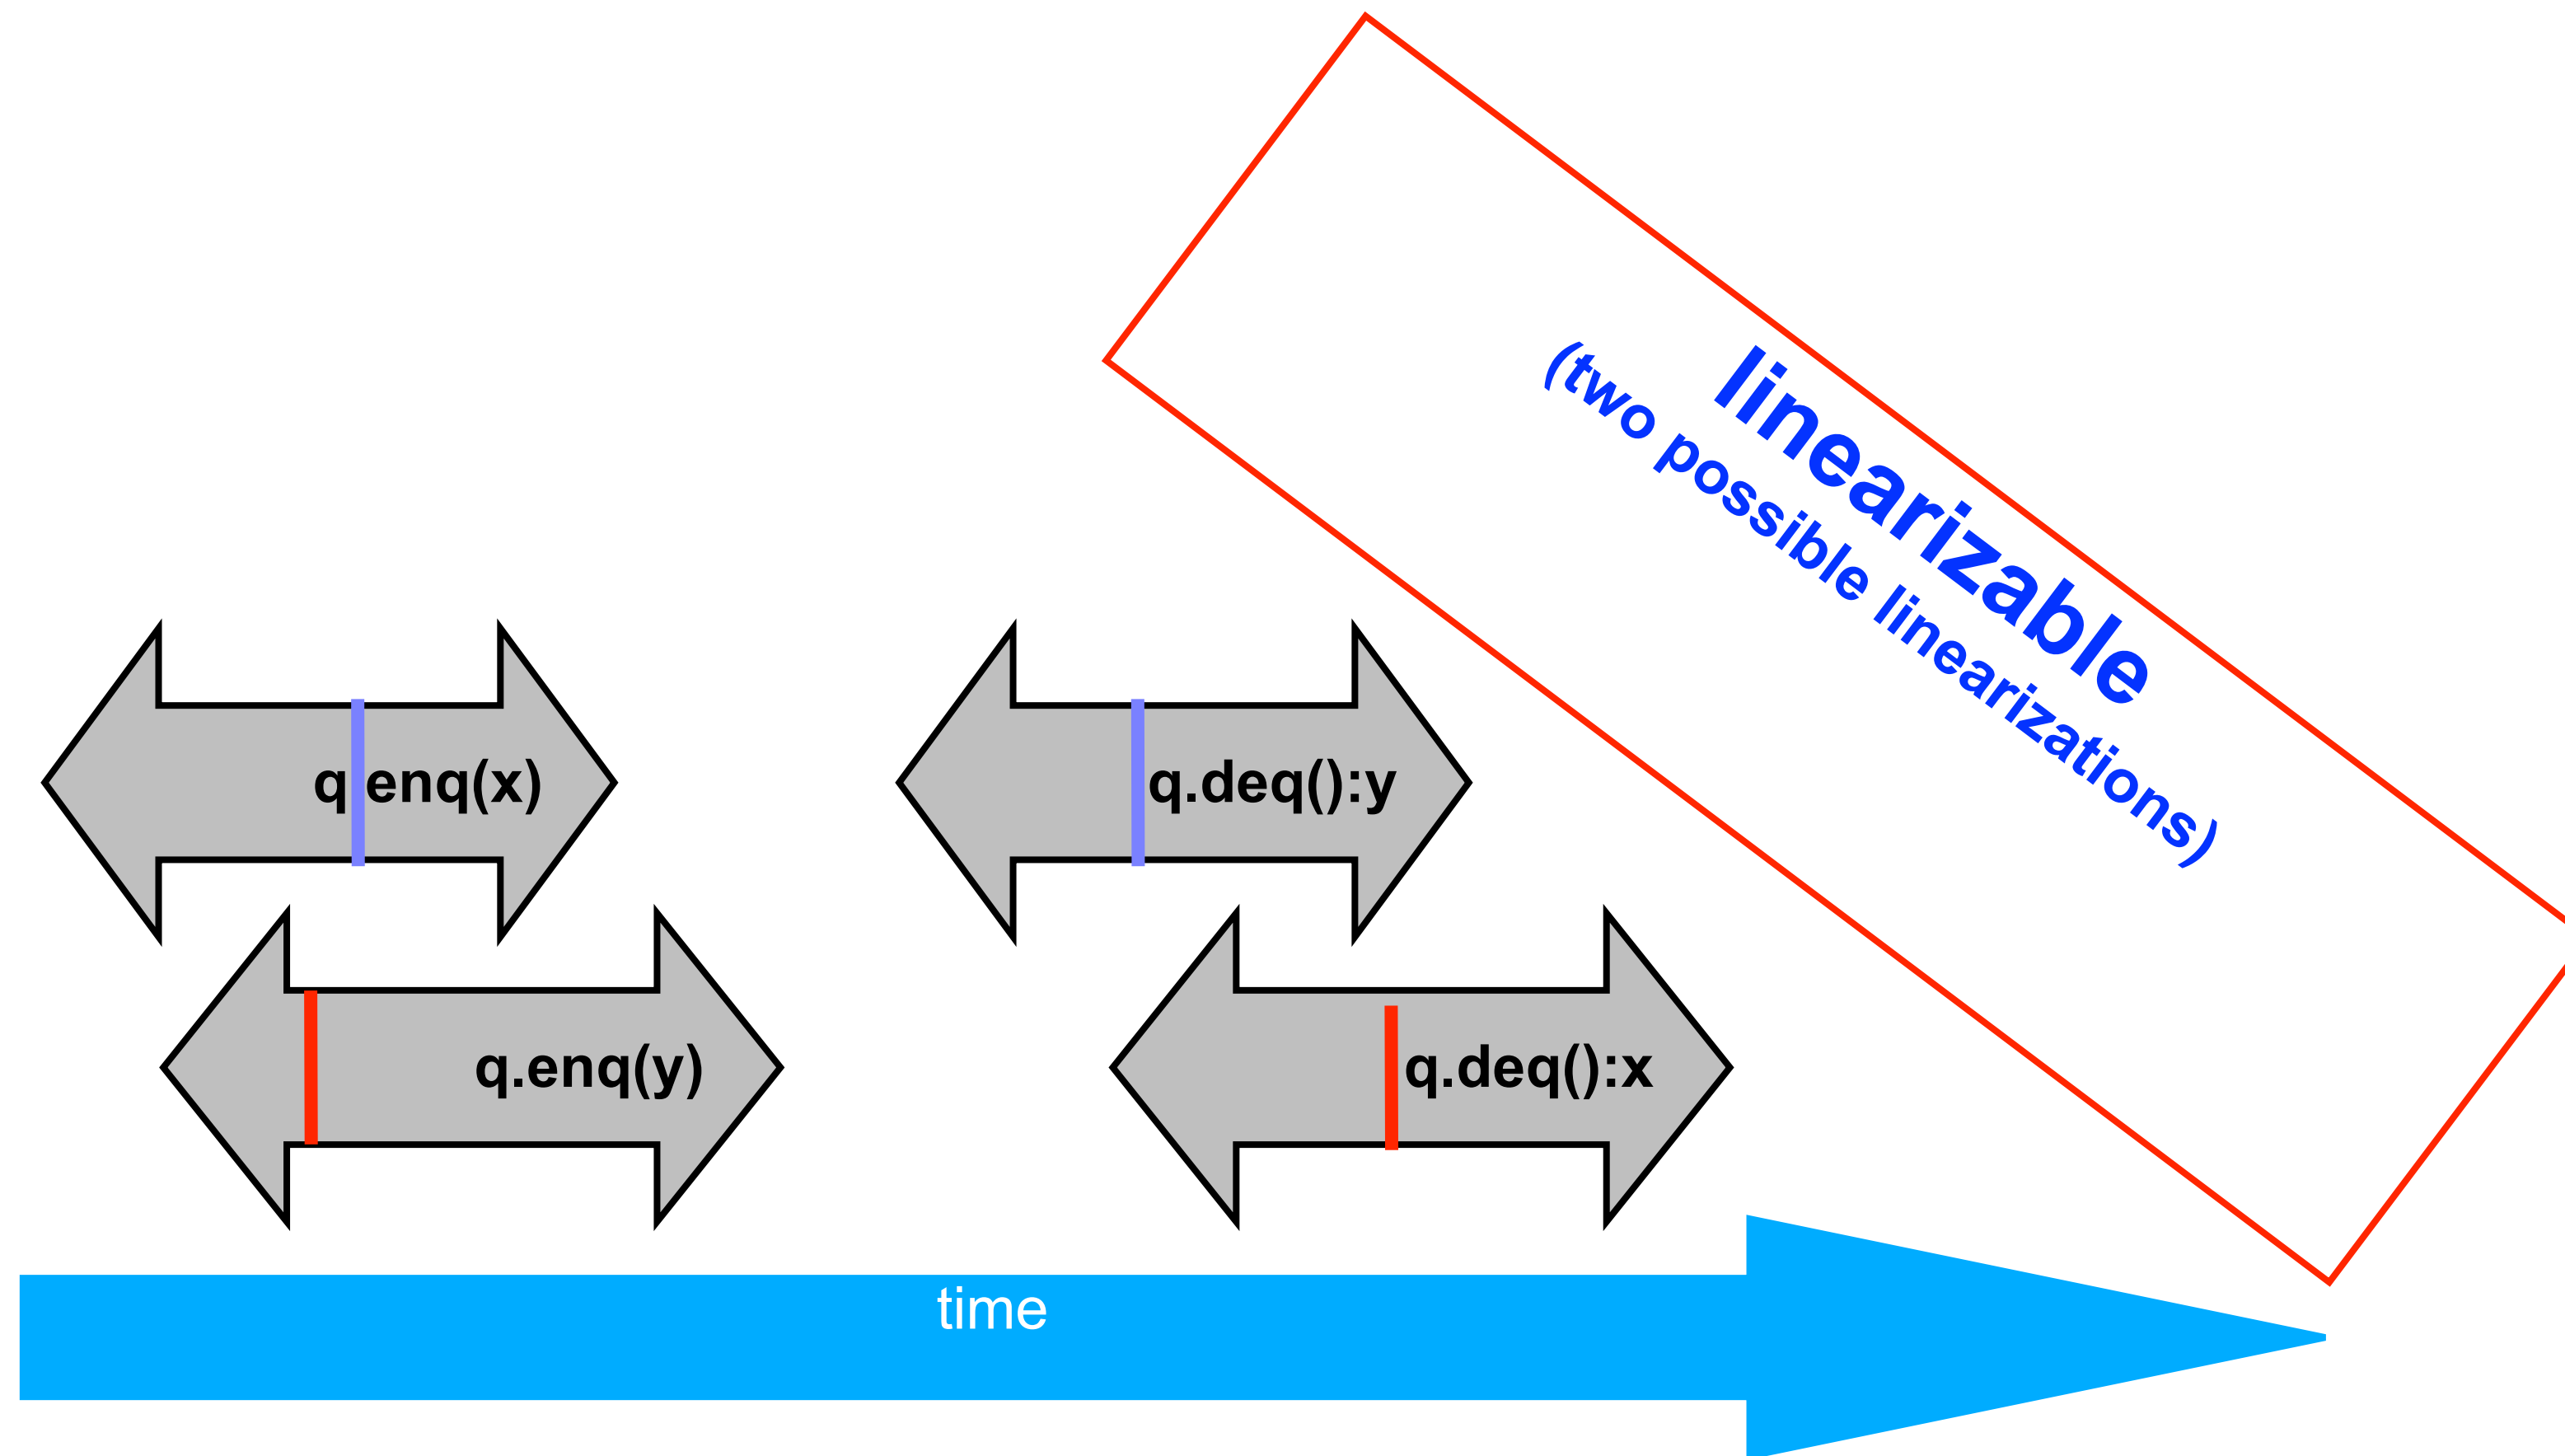 linearizable
(two possible linearizations)
q.enq(x)
q.deq():y
q.enq(y)
q.deq():x
time